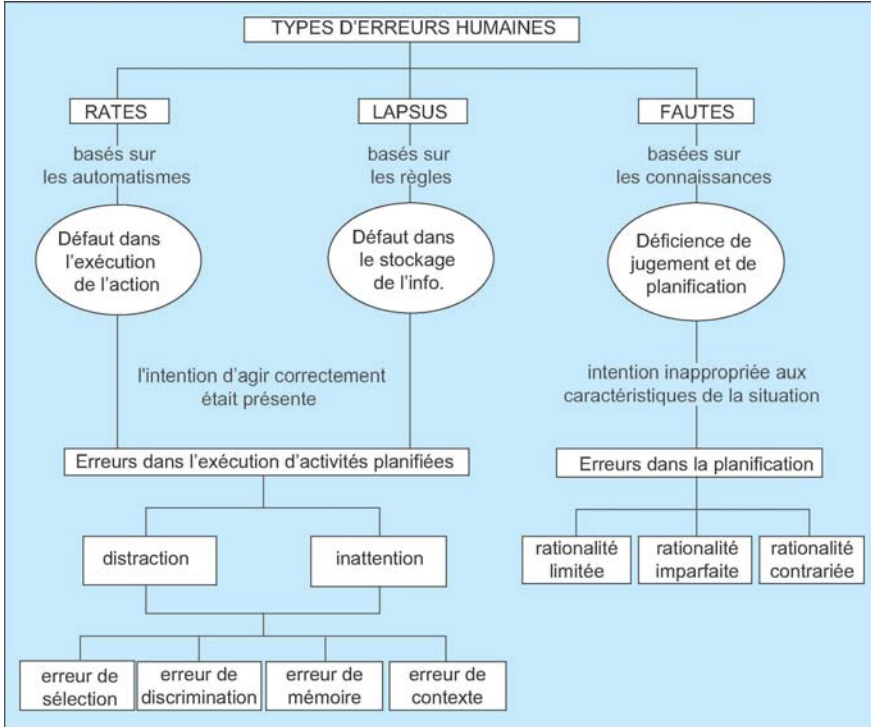 TYPES D'ERREURS HUMAINES
RATES
LAPSUS
FAUTES
basés sur
les automatismes
basés sur
les règles
basées sur
les connaissances
Défaut dans
l'exécution
de l'action
Défaut dans
le stockage
de l'info.
Déficience de
jugement et de
planification
l'intention d'agir correctement
était présente
intention inappropriée aux
caractéristiques de la situation
Erreurs dans l'exécution d'activités planifiées
Erreurs dans la planification
distraction
inattention
rationalité
limitée
rationalité
imparfaite
rationalité
contrariée
erreur de
sélection
erreur de
discrimination
erreur de
mémoire
erreur de
contexte